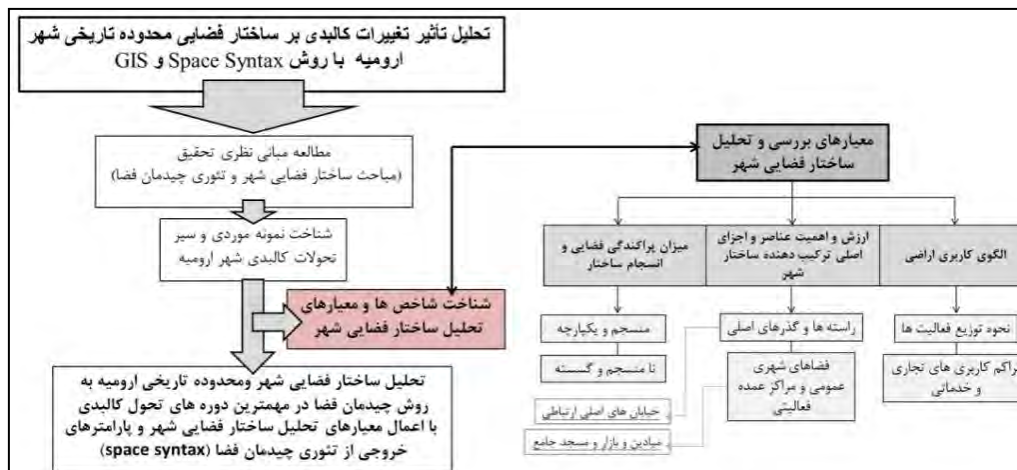 تحلیل تأثیر تغییرات کالبدی بر ساختار فضایی محدوده تاریخی شهر
ارومیه با روش Space Syntax و GIS
مطالعه مبانی نظری تحقیق
(مباحث ساختار فضایی شهر و تئوری چیدمان فضا)
شناخت نمونه موردی و سیر
تحولات کالبدی شهر ارومیه
شناخت شاخص ها و معیارهای
تحلیل ساختار فضایی شهر
تحلیل ساختار فضایی شهر ومحدوده تاریخی ارومیه به
روش چیدمان فضا در مهمترین دوره های تحول کالبدی
با اعمال معیارهای تحلیل ساختار فضایی شهر و پارامترهای
خروجی از تئوری چیدمان فضا (space syntax)
معیارهای بررسی و تحلیل
ساختار فضایی شهر
الگوی کاربری اراضی
نحوه توزیع فعالیت ها
تراکم کاربری های تجاری
و خدماتی
ارزش و اهمیت عناصر و اجزای
اصلی ترکیب دهنده ساختار
شهر
راسته ها و گذرهای اصلی
فضاهای شهری
عمومی و مراکز عمده
فعالیتی
خیابان های اصلی ارتباطی
میادین و بازار و مسجد جامع
میزان پراکندگی فضایی و
انسجام ساختار
منسجم و یکپارچه
نا منسجم و گسسته